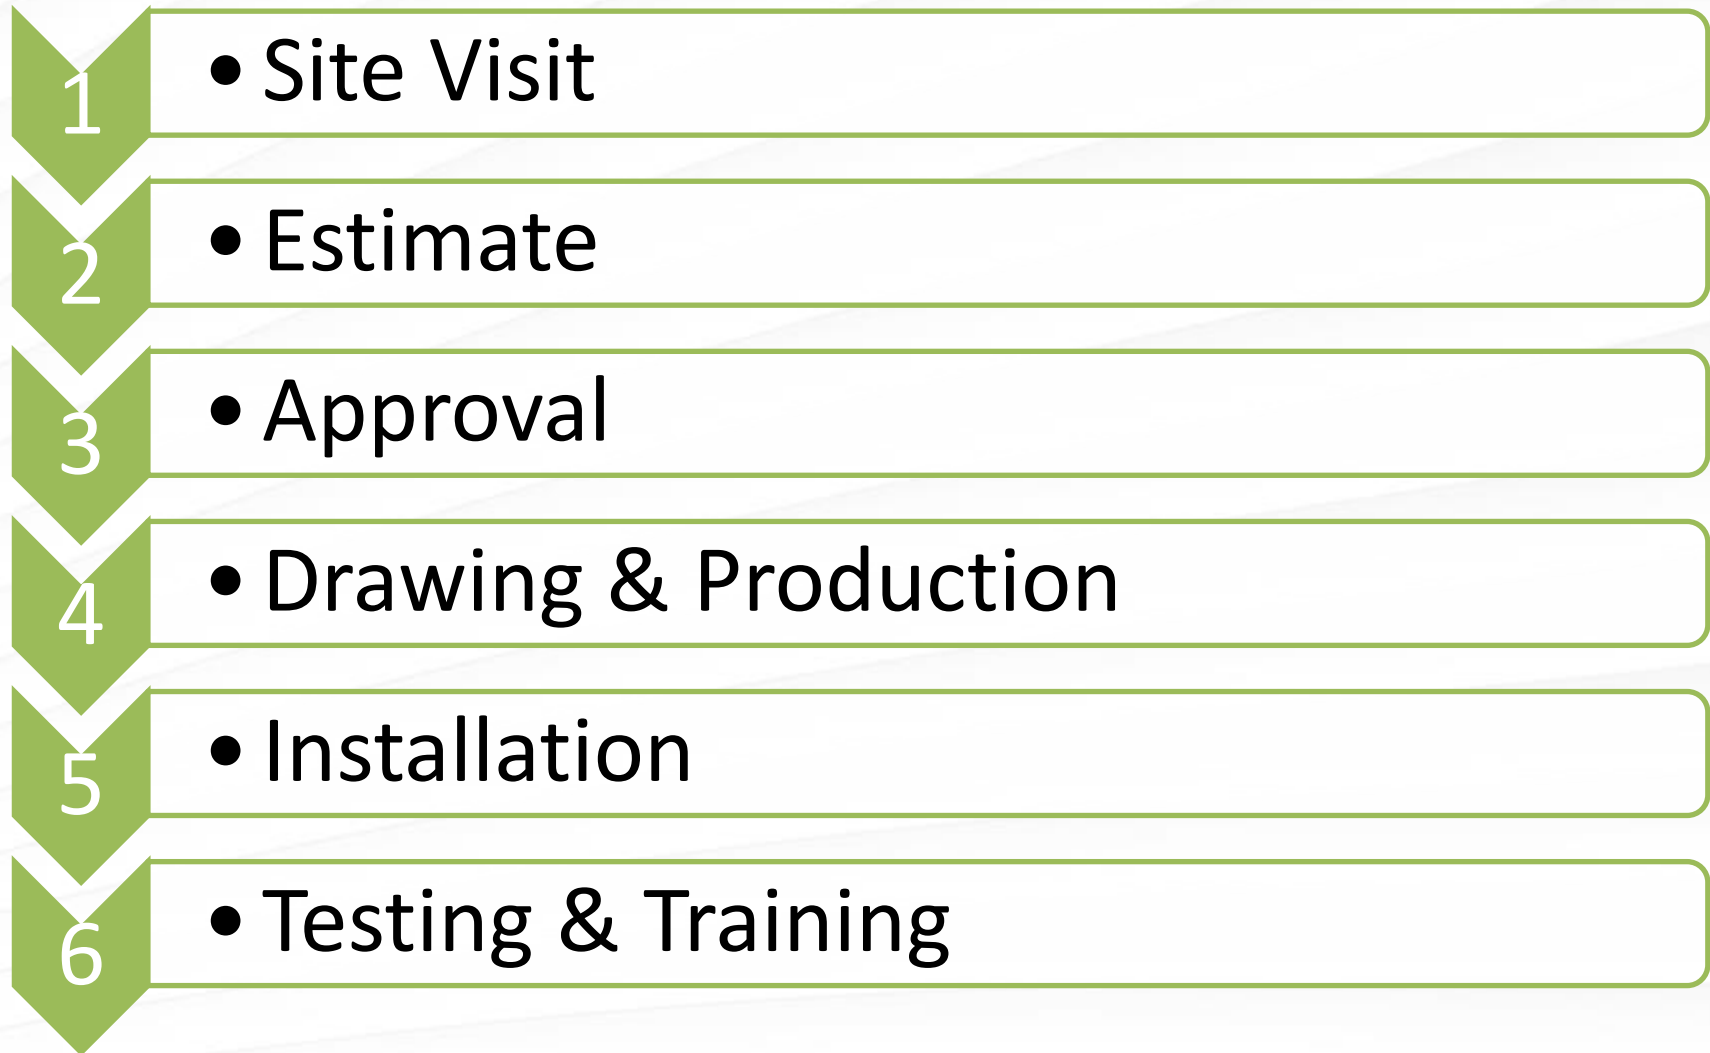 1
• Site Visit
2
• Estimate
3
• Approval
4
• Drawing & Production
5
• Installation
6
• Testing & Training